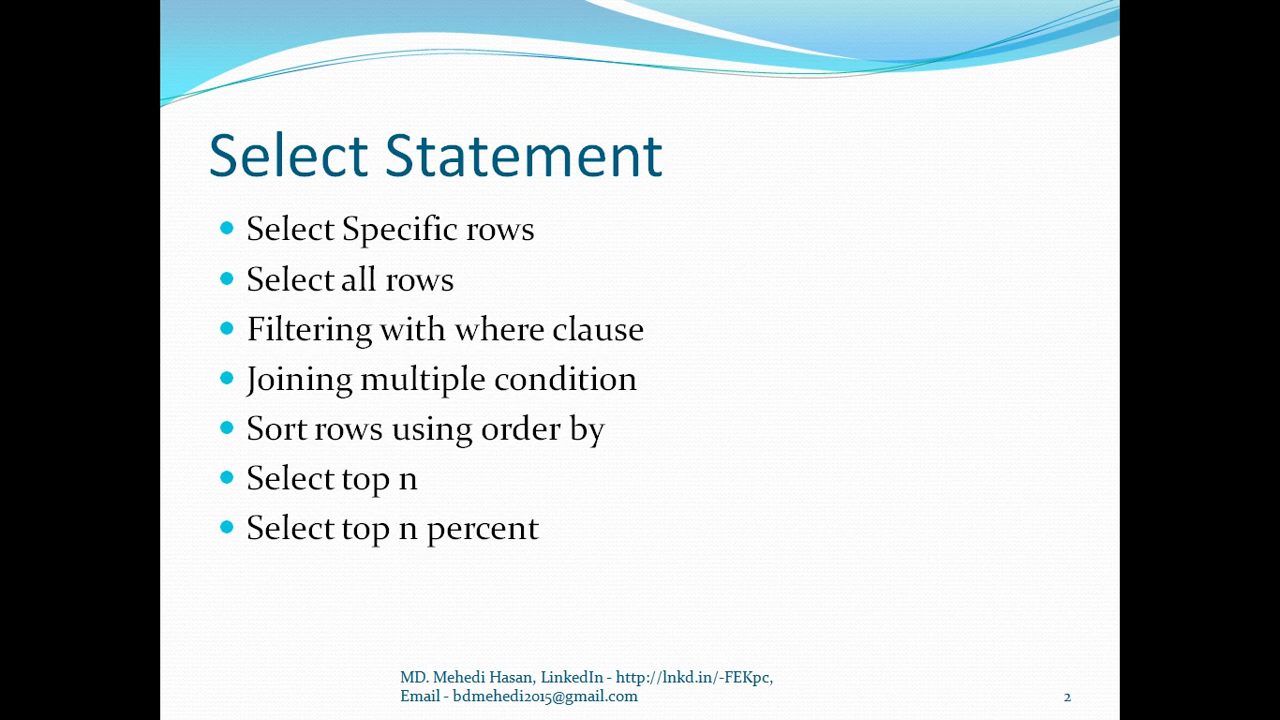 Select Statement
Select Specific rows
Select all rows
Filtering with where clause
Joining multiple condition
Sort rows using order by
Select top n
Select top n percent
MD. Mehedi Hasan, LinkedIn - http://lnkd.in/-FEKpc,
Email - bdmehedi2015@gmail.com
2